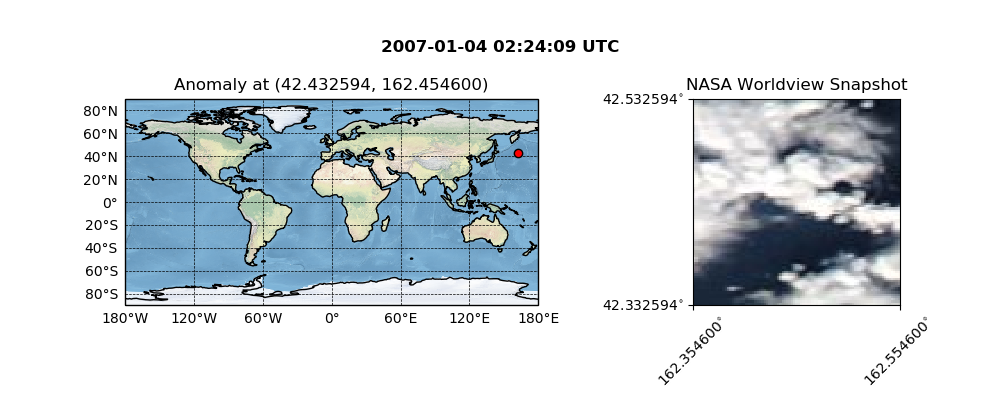 2007-01-04 02:24:09 UTC
Anomaly at (42.432594, 162.454600)
80°N
60°N
40°N
20°N
0°
20°S
40°S
60°S
80°S
180°W 120°W 60°W 0° 60°E 120°E 180°E
NASA Worldview Snapshot
42.532594°
42.332594°
162.354600°
162.554600°